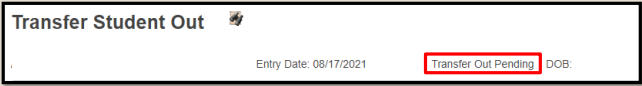 Transfer Student Out
, Entry Date: 08/17/2021 Transfer Out Pending DOB: